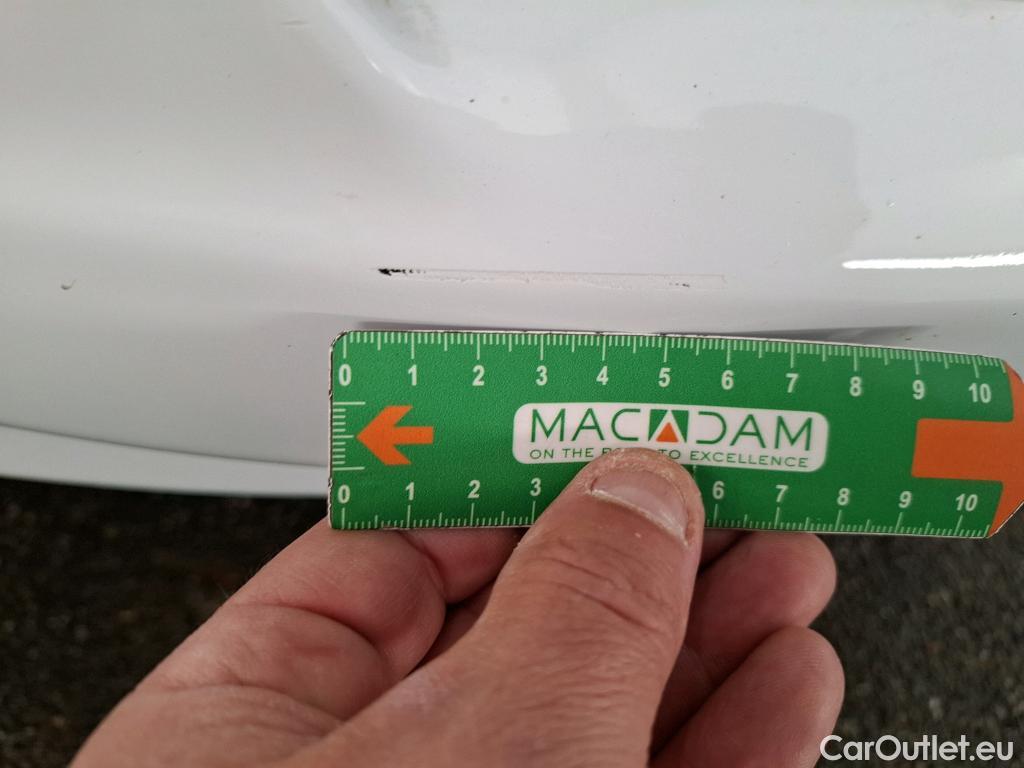 0 1 2 3 4 5 6 7 8 9 10
MACADAM
ON THE TO EXCELLENCE
0 1 2 3 6 7 8 9 10
CarOutlet.eu